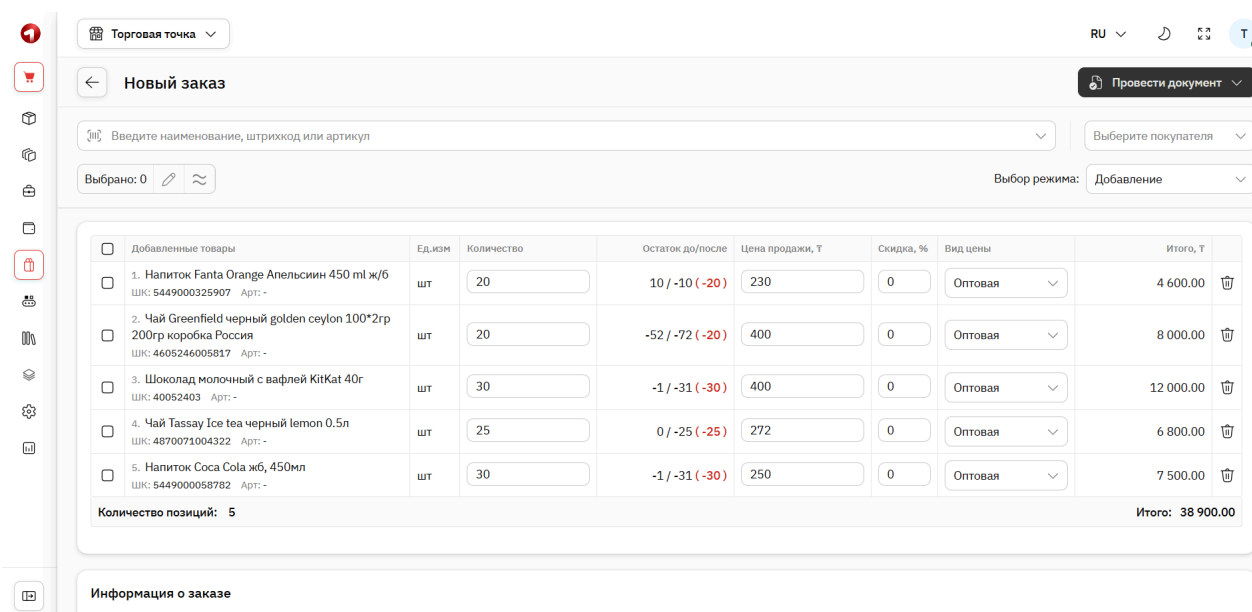 Торговая точка
RU
T
Новый заказ
Провести документ
Введите наименование, штрихкод или артикул
Выберите покупателя
Выбрано: 0
Выбор режима: Добавление
Добавленные товары Ед.изм Количество Остаток до/после Цена продажи, ₸ Скидка, % Вид цены Итого, ₸
1. Напиток Fanta Orange Апельсиин 450 ml ж/б
ШК: 5449000325907 Арт: -
шт 20 10 / -10 ( -20 ) 230 0 Оптовая 4 600.00
2. Чай Greenfield черный golden ceylon 100*2гр
200гр коробка Россия
ШК: 4605246005817 Арт: -
шт 20 -52 / -72 ( -20 ) 400 0 Оптовая 8 000.00
3. Шоколад молочный с вафлей KitKat 40г
ШК: 40052403 Арт: -
шт 30 -1 / -31 ( -30 ) 400 0 Оптовая 12 000.00
4. Чай Tassay Ice tea черный lemon 0.5л
ШК: 4870071004322 Арт: -
шт 25 0 / -25 ( -25 ) 272 0 Оптовая 6 800.00
5. Напиток Coca Cola жб, 450мл
ШК: 5449000058782 Арт: -
шт 30 -1 / -31 ( -30 ) 250 0 Оптовая 7 500.00
Количество позиций: 5 Итого: 38 900.00
Информация о заказе